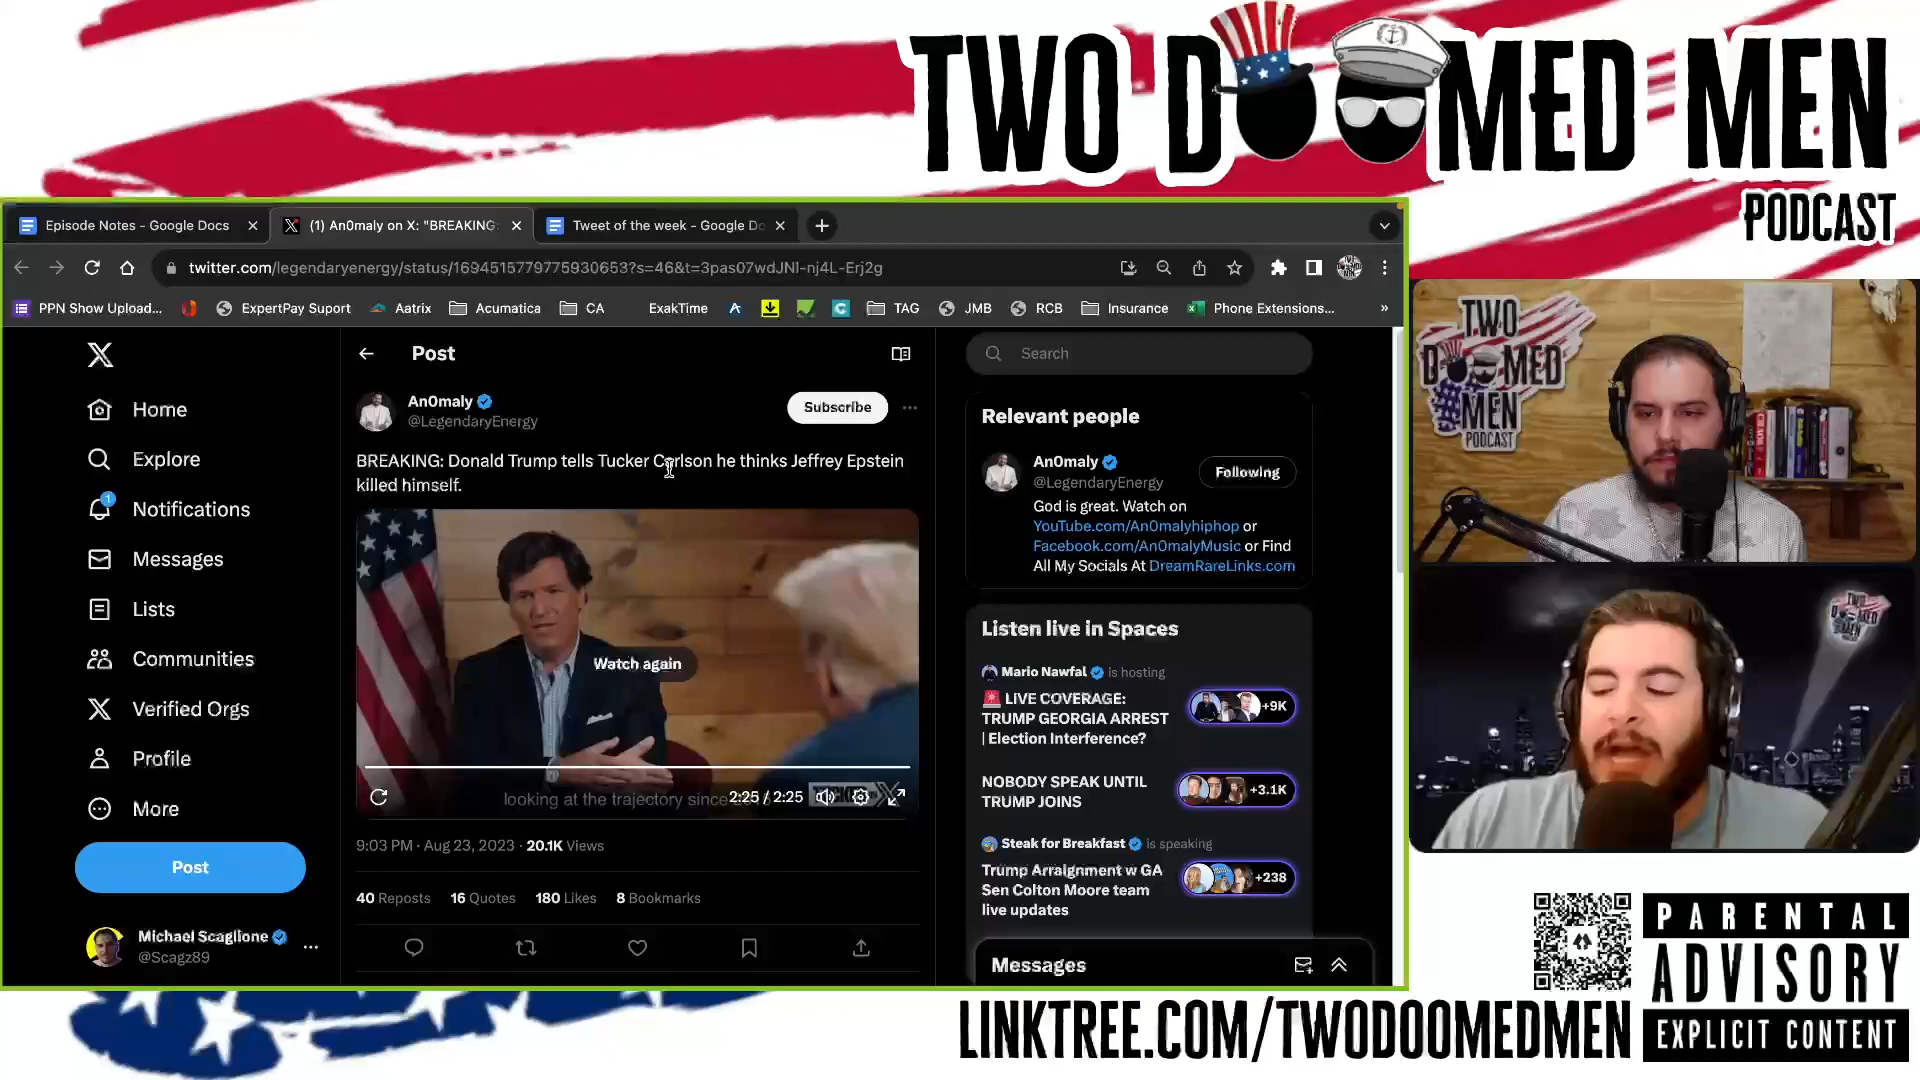 TWO DOOMED MEN
PODCAST
Episode Notes - Google Docs
(1) An0maly on X: "BREAKING:
Tweet of the week - Google Do
twitter.com/legendaryenergy/status/1694515779775930653?s=46&t=3pas07wdJNI-nj4L-Erj2g
PPN Show Upload...
ExpertPay Suport
Aatrix
Acumatica
CA
ExakTime
TAG
JMB
RCB
Insurance
Phone Extensions...
»
X
Home
Explore
1
Notifications
Messages
Lists
Communities
Verified Orgs
Profile
More
Post
Michael Scaglione
@Scagz89
Post
An0maly
@LegendaryEnergy
Subscribe
BREAKING: Donald Trump tells Tucker Carlson he thinks Jeffrey Epstein
killed himself.
Watch again
looking at the trajectory since
2:25 / 2:25
9:03 PM · Aug 23, 2023 · 20.1K Views
40 Reposts 16 Quotes 180 Likes 8 Bookmarks
Search
Relevant people
An0maly
@LegendaryEnergy
Following
God is great. Watch on
YouTube.com/An0malyhiphop or
Facebook.com/An0malyMusic or Find
All My Socials At DreamRareLinks.com
Listen live in Spaces
Mario Nawfal is hosting
LIVE COVERAGE:
TRUMP GEORGIA ARREST
| Election Interference?
+9K
NOBODY SPEAK UNTIL
TRUMP JOINS
+3.1K
Steak for Breakfast is speaking
Trump Arraignment w GA
Sen Colton Moore team
live updates
+238
Messages
TWO
DOOMED
MEN
PODCAST
TWO
DOOMED
MEN
LINKTREE.COM/TWODOOMEDMEN
PARENTAL
ADVISORY
EXPLICIT CONTENT